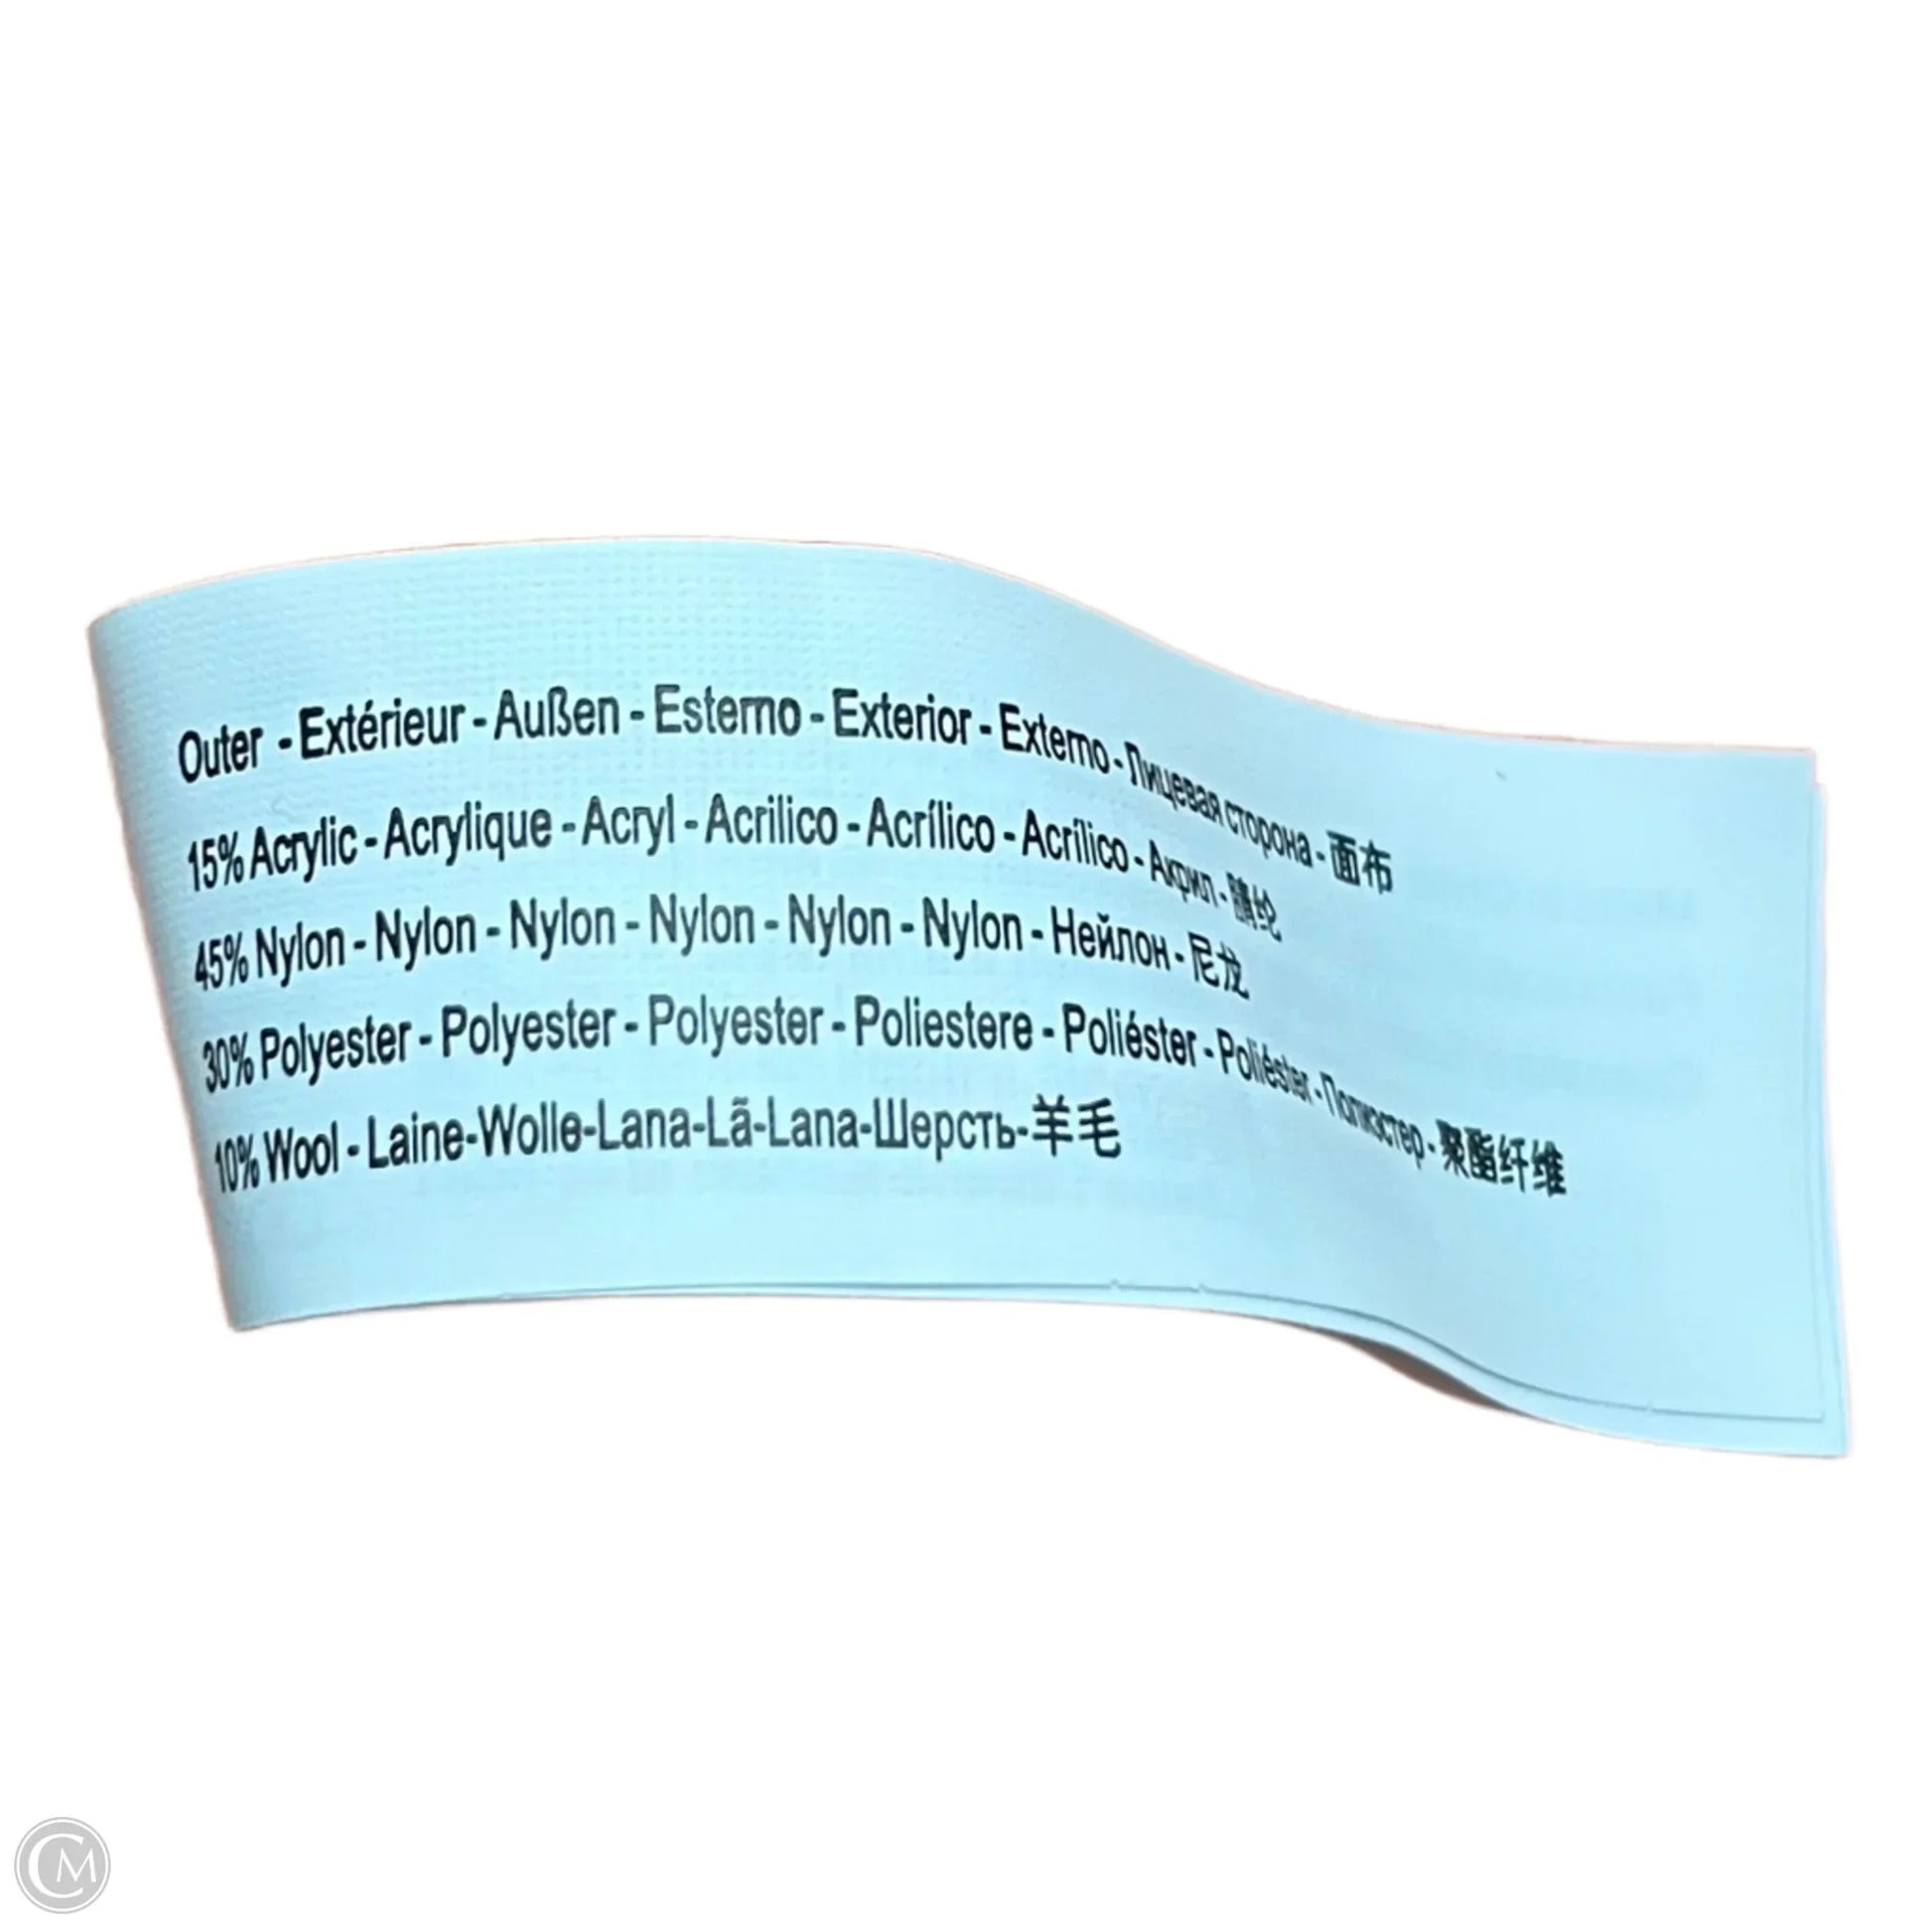 Outer - Extérieur - Außen - Esterno - Exterior - Externo - Лицевая сторона - 面布
15% Acrylic - Acrylique - Acryl - Acrilico - Acrílico - Acrílico - Акрил - 腈纶
45% Nylon - Nylon - Nylon - Nylon - Nylon - Nylon - Нейлон - 尼龙
30% Polyester - Polyester - Polyester - Poliestere - Poliéster - Poliéster - Полиэстер - 聚酯纤维
10% Wool - Laine-Wolle-Lana-Lã-Lana-Шерсть-羊毛
CM